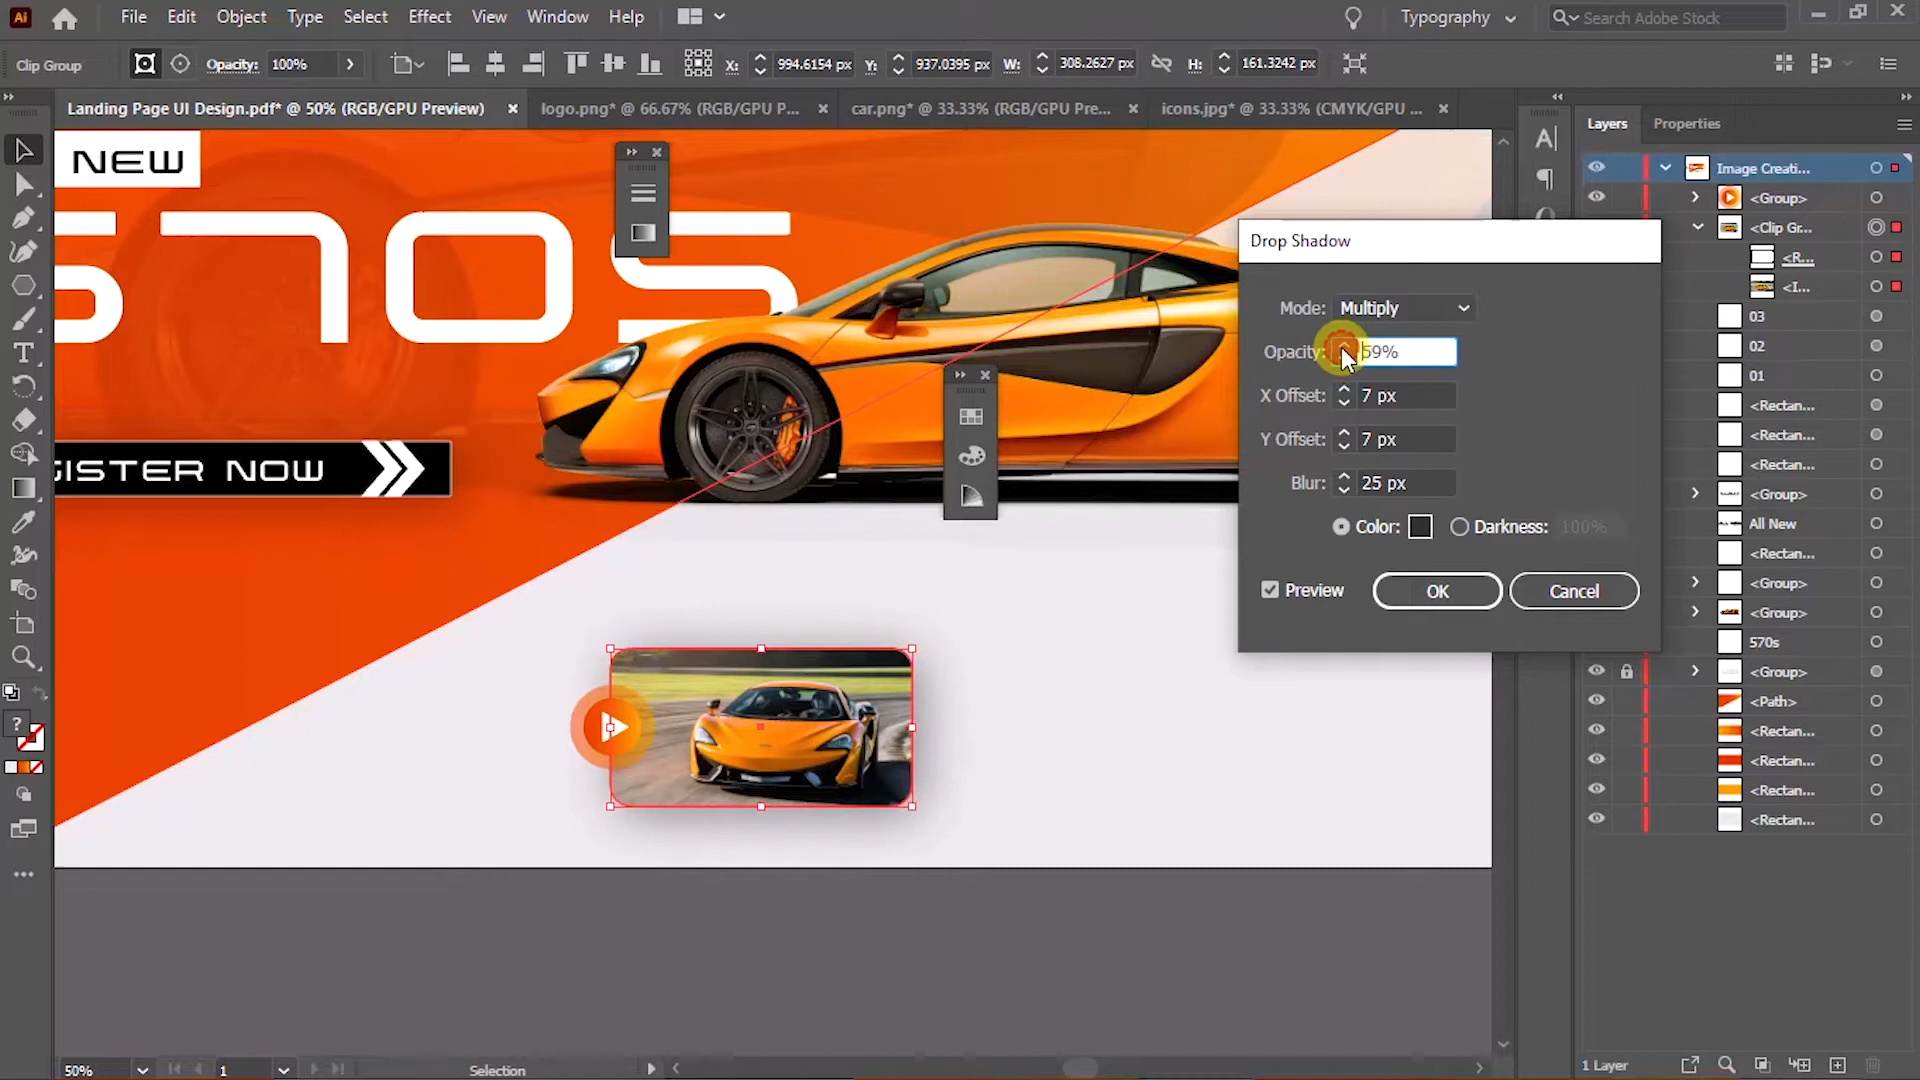 Ai File Edit Object Type Select Effect View Window Help Typography Search Adobe Stock
Clip Group Opacity: 100% X: 994.6154 px Y: 937.0395 px W: 308.2627 px H: 161.3242 px
Landing Page UI Design.pdf* @ 50% (RGB/GPU Preview) logo.png* @ 66.67% (RGB/GPU P... car.png* @ 33.33% (RGB/GPU Pre... icons.jpg* @ 33.33% (CMYK/GPU ...
Layers Properties
NEW
570S
GISTER NOW
Drop Shadow
Mode: Multiply
Opacity: 59%
X Offset: 7 px
Y Offset: 7 px
Blur: 25 px
Color: Darkness: 100%
Preview OK Cancel
Image Creati...
<Group>
<Clip Gr...
<R...
<I...
03
02
01
<Rectan...
<Rectan...
<Rectan...
<Group>
All New
<Rectan...
<Group>
<Group>
570s
<Group>
<Path>
<Rectan...
<Rectan...
<Rectan...
<Rectan...
50% 1 Selection 1 Layer